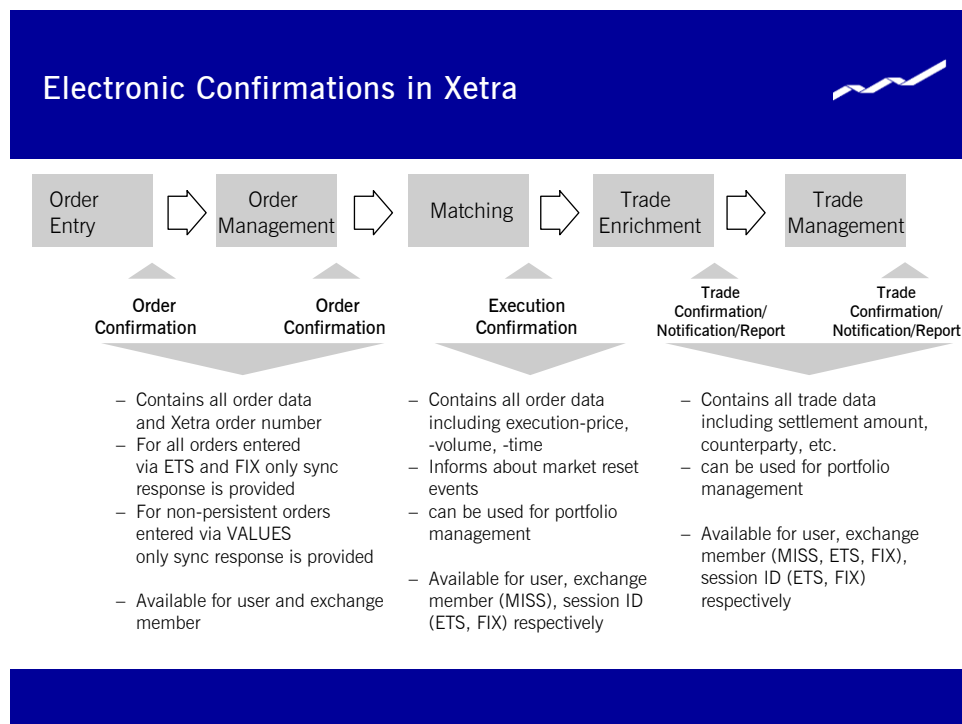 Electronic Confirmations in Xetra
Order
Entry
Order
Management
Matching
Trade
Enrichment
Trade
Management
Order
Confirmation
Order
Confirmation
Execution
Confirmation
Trade
Confirmation/
Notification/Report
Trade
Confirmation/
Notification/Report
– Contains all order data
and Xetra order number
– For all orders entered
via ETS and FIX only sync
response is provided
– For non-persistent orders
entered via VALUES
only sync response is provided
– Available for user and exchange
member
– Contains all order data
including execution-price,
-volume, -time
– Informs about market reset
events
– can be used for portfolio
management
– Available for user, exchange
member (MISS), session ID
(ETS, FIX) respectively
– Contains all trade data
including settlement amount,
counterparty, etc.
– can be used for portfolio
management
– Available for user, exchange
member (MISS, ETS, FIX),
session ID (ETS, FIX)
respectively